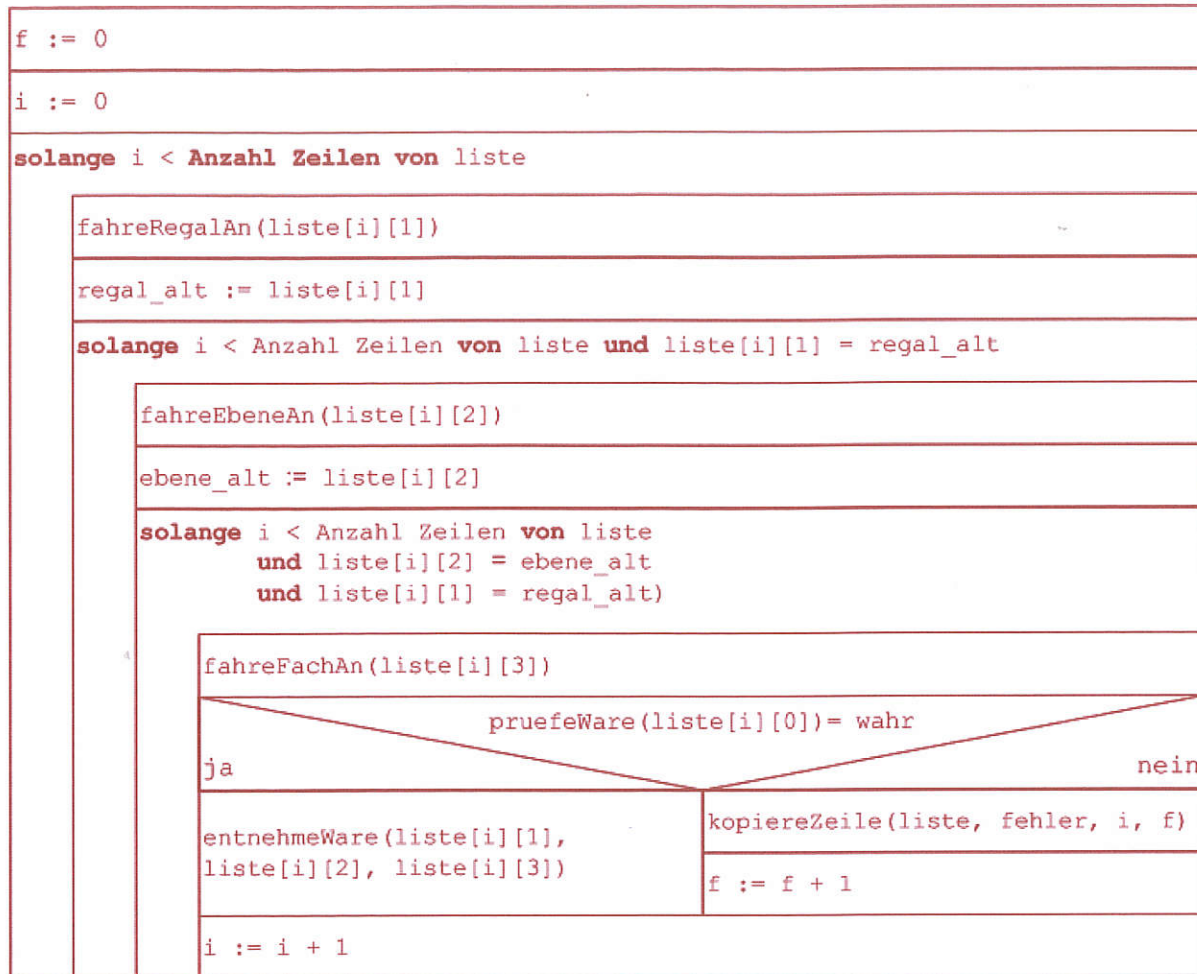 f := 0
i := 0
solange i < Anzahl Zeilen von liste
fahreRegalAn(liste[i][1])
regal_alt := liste[i][1]
solange i < Anzahl Zeilen von liste und liste[i][1] = regal_alt
fahreEbeneAn(liste[i][2])
ebene_alt := liste[i][2]
solange i < Anzahl Zeilen von liste
und liste[i][2] = ebene_alt
und liste[i][1] = regal_alt)
fahreFachAn(liste[i][3])
pruefeWare(liste[i][0])= wahr
ja
nein
entnehmeWare(liste[i][1],
liste[i][2], liste[i][3])
kopiereZeile(liste, fehler, i, f)
f := f + 1
i := i + 1